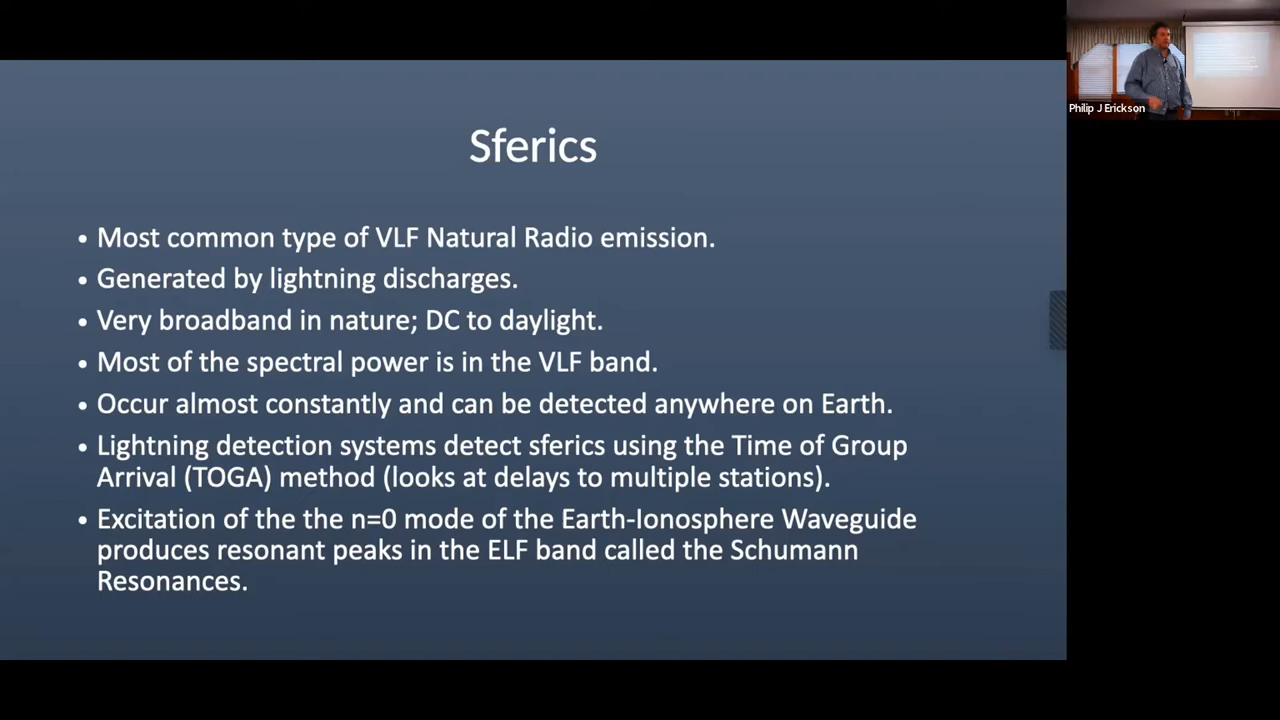 Sferics
• Most common type of VLF Natural Radio emission.
• Generated by lightning discharges.
• Very broadband in nature; DC to daylight.
• Most of the spectral power is in the VLF band.
• Occur almost constantly and can be detected anywhere on Earth.
• Lightning detection systems detect sferics using the Time of Group
Arrival (TOGA) method (looks at delays to multiple stations).
• Excitation of the the n=0 mode of the Earth-Ionosphere Waveguide
produces resonant peaks in the ELF band called the Schumann
Resonances.
Philip J Erickson